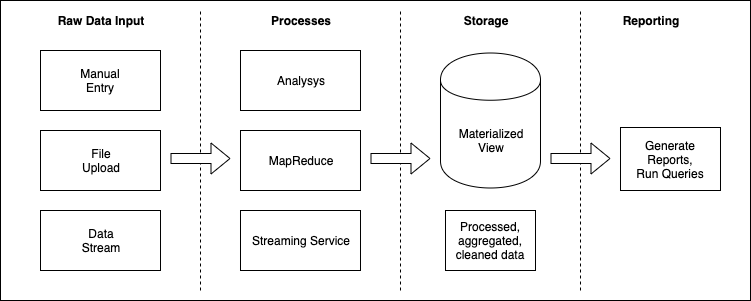 Raw Data Input
Processes
Storage
Reporting
Manual
Entry
Analysys
File
Upload
MapReduce
Materialized
View
Generate
Reports,
Run Queries
Data
Stream
Streaming Service
Processed,
aggregated,
cleaned data